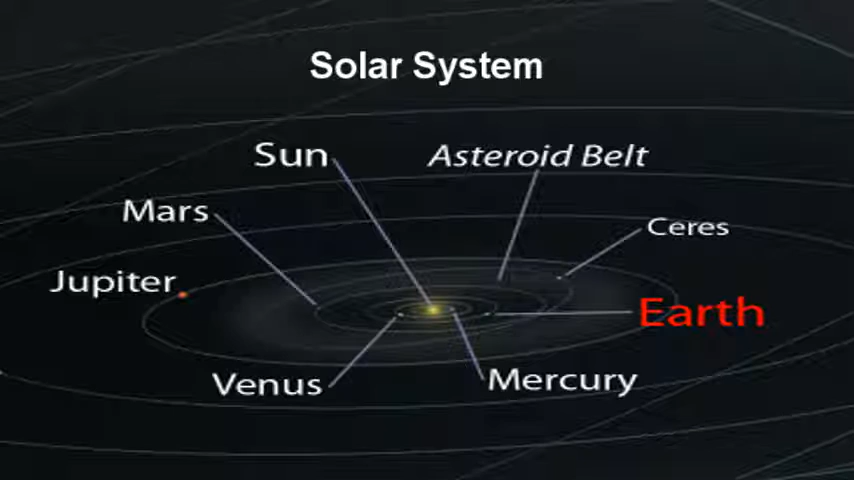 Solar System
Sun
Asteroid Belt
Mars
Ceres
Jupiter
Earth
Venus
Mercury